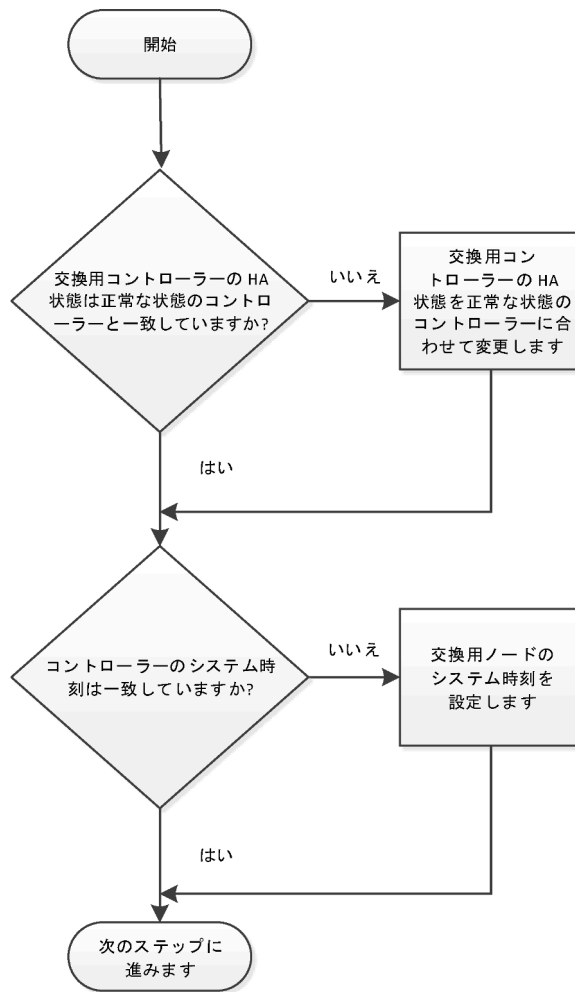 開始
交換用コントローラーの HA
状態は正常な状態のコントロ
ーラーと一致していますか?
いいえ
交換用コン
トローラーの HA
状態を正常な状態の
コントローラーに合
わせて変更します
はい
コントローラーのシステム時
刻は一致していますか?
いいえ
交換用ノードの
システム時刻を
設定します
はい
次のステップに
進みます